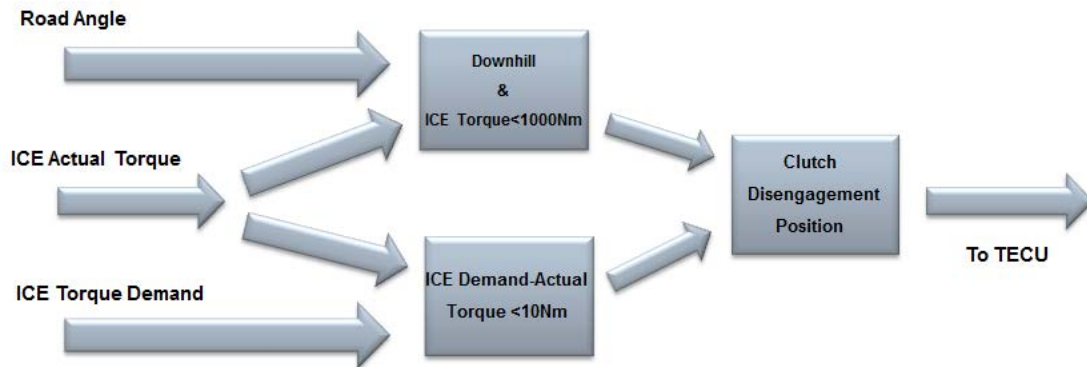 Road Angle
Downhill
&
ICE Torque<1000Nm
ICE Actual Torque
Clutch
Disengagement
Position
To TECU
ICE Torque Demand
ICE Demand-Actual
Torque <10Nm